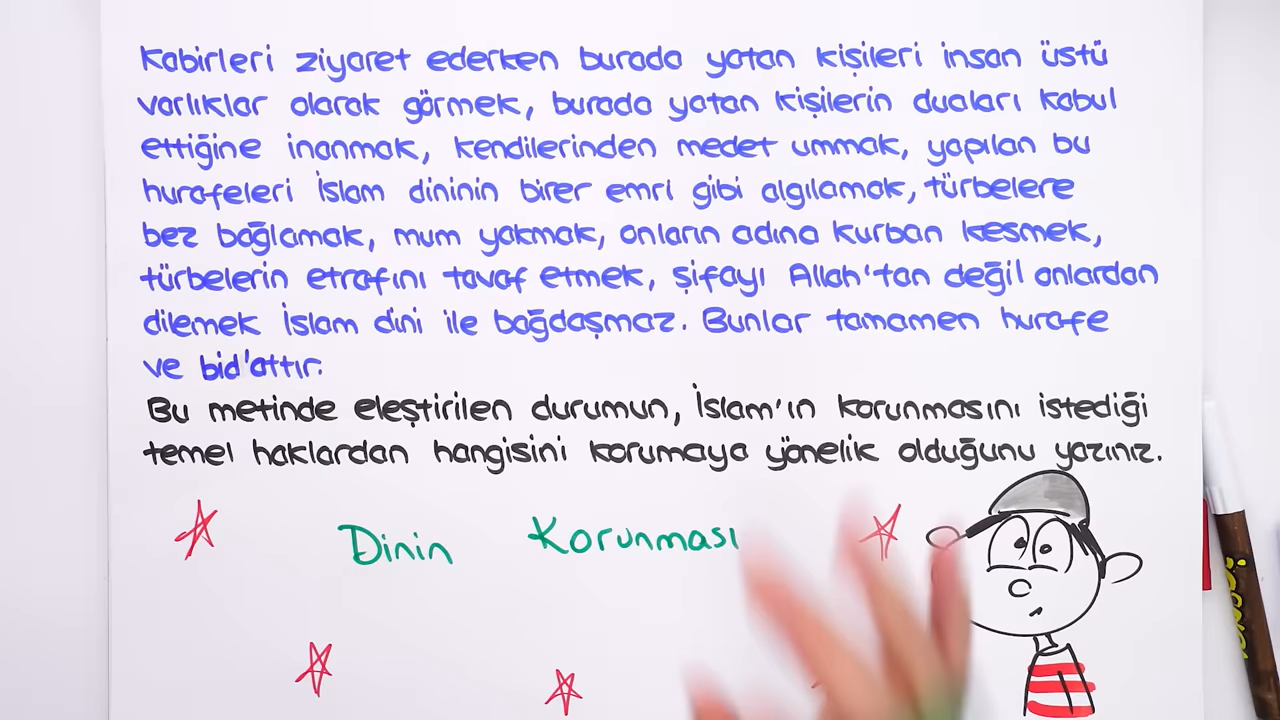 Kabirleri ziyaret ederken burada yatan kişileri insan üstü
varlıklar olarak görmek, burada yatan kişilerin duaları kabul
ettiğine inanmak, kendilerinden medet ummak, yapılan bu
hurafeleri İslam dininin birer emri gibi algılamak, türbelere
bez bağlamak, mum yakmak, onların adına kurban kesmek,
türbelerin etrafını tavaf etmek, şifayı Allah'tan değil onlardan
dilemek İslam dini ile bağdaşmaz. Bunlar tamamen hurafe
ve bid'attır.
Bu metinde eleştirilen durumun, İslam'ın korunmasını istediği
temel haklardan hangisini korumaya yönelik olduğunu yazınız.
Dinin Korunması